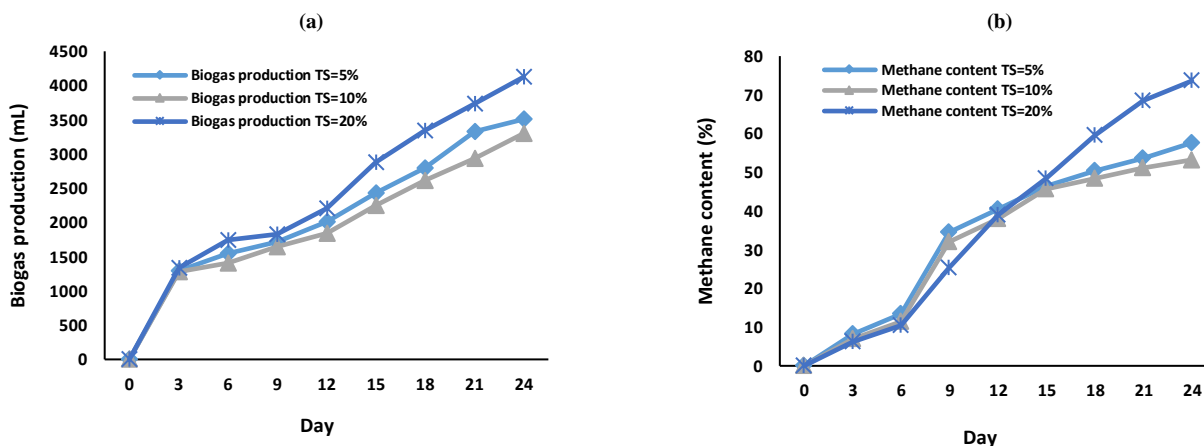 (a)
Biogas production (mL)
4500
4000
3500
3000
2500
2000
1500
1000
500
0
Biogas production TS=5%
Biogas production TS=10%
Biogas production TS=20%
0 3 6 9 12 15 18 21 24
Day
(b)
Methane content (%)
80
70
60
50
40
30
20
10
0
Methane content TS=5%
Methane content TS=10%
Methane content TS=20%
0 3 6 9 12 15 18 21 24
Day